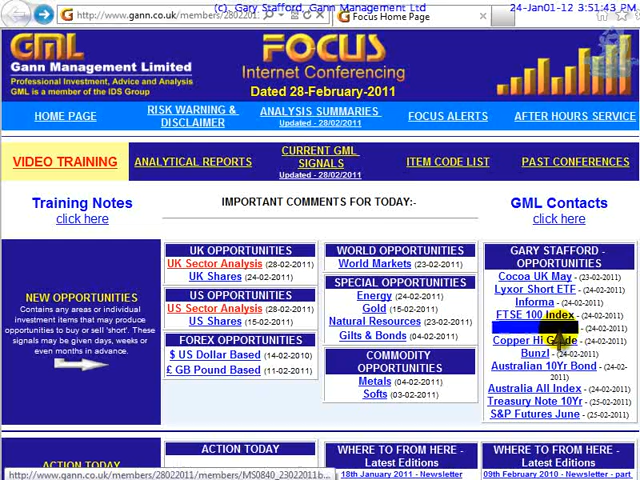 (c), Gary Stafford, Gann Management Ltd
24-Jan01-12 3:51:43 PM
http://www.gann.co.uk/members/2802201
Focus Home Page
GML
Gann Management Limited
Professional Investment, Advice and Analysis
GML is a member of the IDS Group
FOCUS
Internet Conferencing
Dated 28-February-2011
HOME PAGE
RISK WARNING &
DISCLAIMER
ANALYSIS SUMMARIES
Updated - 28/02/2011
FOCUS ALERTS
AFTER HOURS SERVICE
VIDEO TRAINING
ANALYTICAL REPORTS
CURRENT GML
SIGNALS
Updated - 28/02/2011
ITEM CODE LIST
PAST CONFERENCES
Training Notes
click here
IMPORTANT COMMENTS FOR TODAY:-
GML Contacts
click here
NEW OPPORTUNITIES
Contains any areas or individual
investment items that may produce
opportunities to buy or sell 'short'. These
signals may be given days, weeks or
even months in advance.
UK OPPORTUNITIES
UK Sector Analysis (28-02-2011)
UK Shares (24-02-2011)
US OPPORTUNITIES
US Sector Analysis (28-02-2011)
US Shares (15-02-2011)
FOREX OPPORTUNITIES
$ US Dollar Based (14-02-2010)
£ GB Pound Based (11-02-2011)
WORLD OPPORTUNITIES
World Markets (23-02-2011)
SPECIAL OPPORTUNITIES
Energy (24-02-2011)
Gold (15-02-2011)
Natural Resources (23-02-2011)
Gilts & Bonds (04-02-2011)
COMMODITY
OPPORTUNITIES
Metals (04-02-2011)
Softs (03-02-2011)
GARY STAFFORD -
OPPORTUNITIES
Cocoa UK May - (23-02-2011)
Lyxor Short ETF - (24-02-2011)
Informa - (24-02-2011)
FTSE 100 Index - (24-02-2011)
- (24-02-2011)
Copper Hi Grade - (24-02-2011)
Bunzl - (24-02-2011)
Australian 10Yr Bond - (24-02-
2011)
Australia All Index - (24-02-2011)
Treasury Note 10Yr - (25-02-2011)
S&P Futures June - (25-02-2011)
ACTION TODAY
WHERE TO FROM HERE -
Latest Editions
18th January 2011 - Newsletter
WHERE TO FROM HERE -
Latest Editions
09th February 2010 - Newsletter - part
http://www.gann.co.uk/members/28022011/members/MS0840_23022011b...